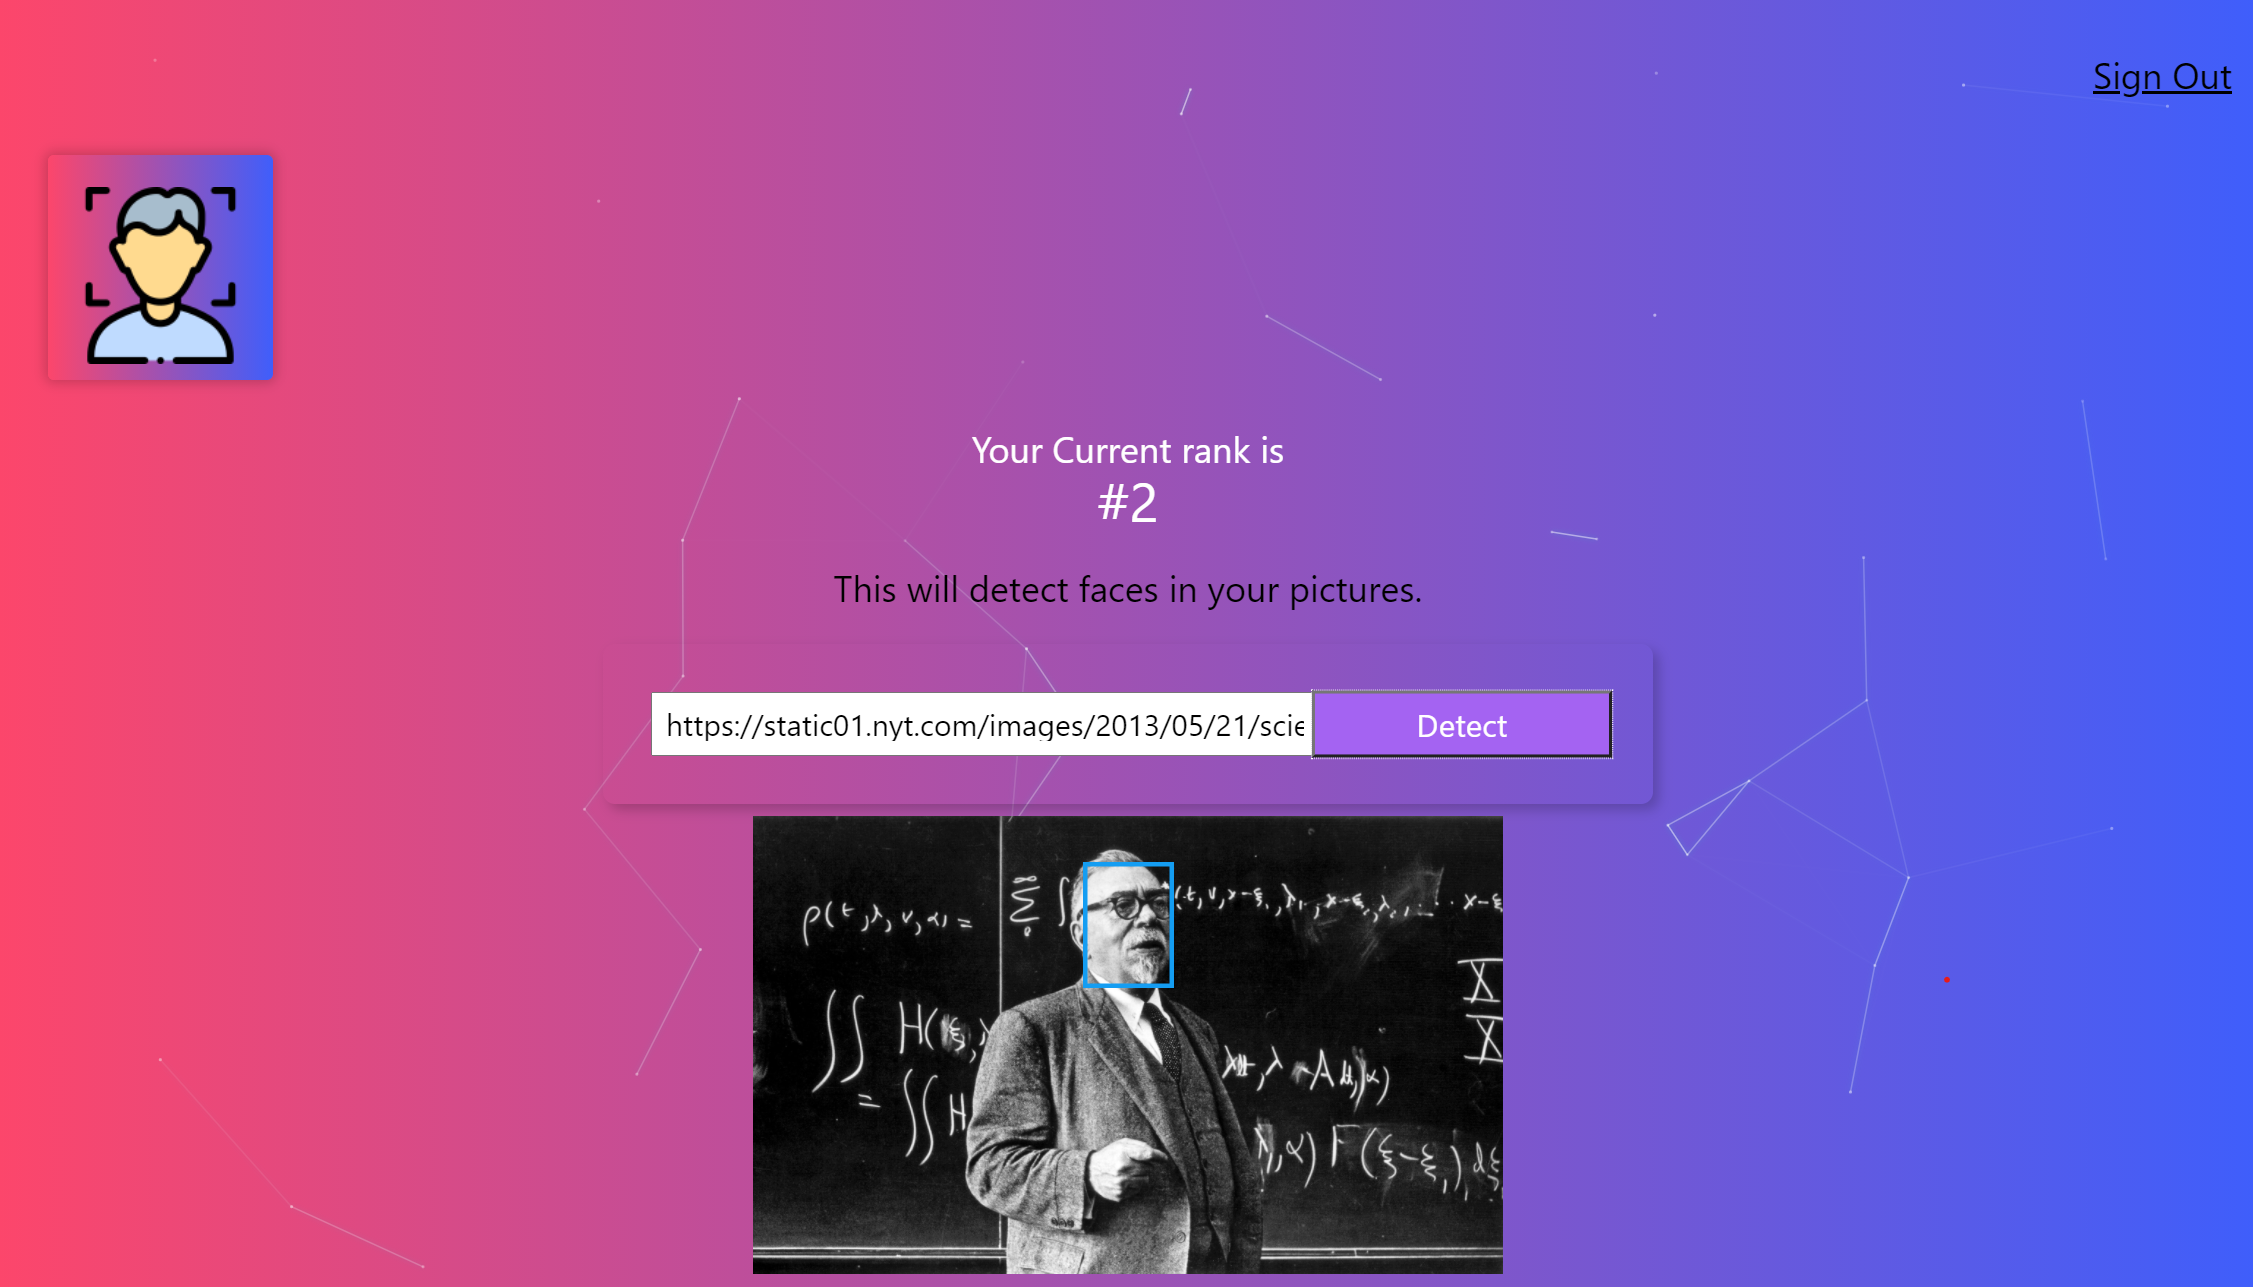 Sign Out
Your Current rank is
#2
This will detect faces in your pictures.
https://static01.nyt.com/images/2013/05/21/scie
Detect
ρ(t,λ,v,α) =
∑ ∫
∞
∬ H(ξ,
= ∬ H